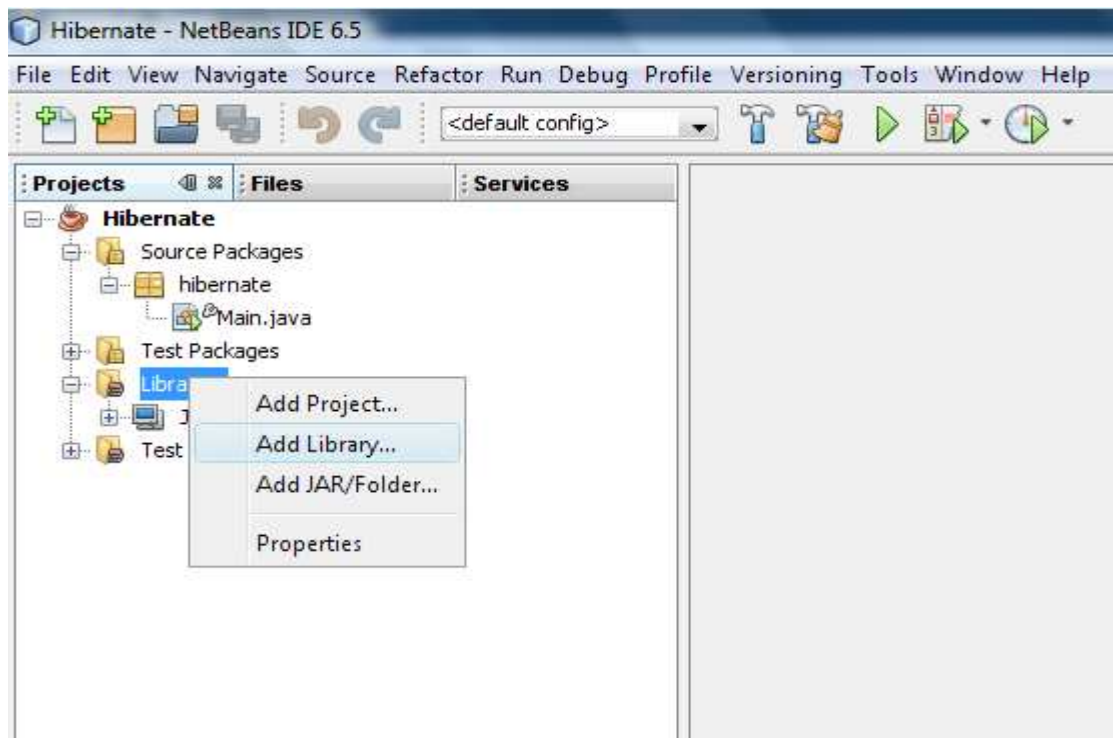 Hibernate - NetBeans IDE 6.5
File Edit View Navigate Source Refactor Run Debug Profile Versioning Tools Window Help
<default config>
Projects Files Services
Hibernate
Source Packages
hibernate
Main.java
Test Packages
Libra
Add Project...
J
Add Library...
Test
Add JAR/Folder...
Properties